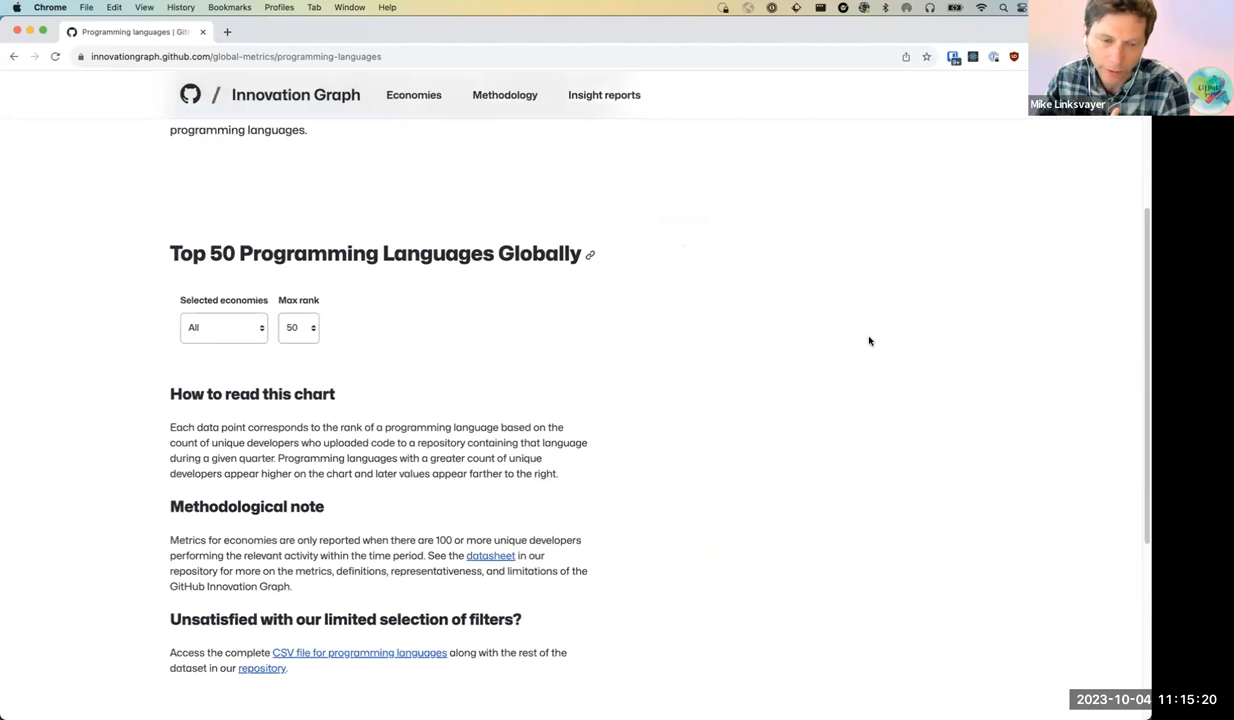 Chrome File Edit View History Bookmarks Profiles Tab Window Help
Programming languages | Git
innovationgraph.github.com/global-metrics/programming-languages
Mike Linksvayer
/ Innovation Graph Economies Methodology Insight reports
programming languages.
Top 50 Programming Languages Globally
Selected economies Max rank
All 50
How to read this chart
Each data point corresponds to the rank of a programming language based on the
count of unique developers who uploaded code to a repository containing that language
during a given quarter. Programming languages with a greater count of unique
developers appear higher on the chart and later values appear farther to the right.
Methodological note
Metrics for economies are only reported when there are 100 or more unique developers
performing the relevant activity within the time period. See the datasheet in our
repository for more on the metrics, definitions, representativeness, and limitations of the
GitHub Innovation Graph.
Unsatisfied with our limited selection of filters?
Access the complete CSV file for programming languages along with the rest of the
dataset in our repository.
2023-10-04 11:15:20